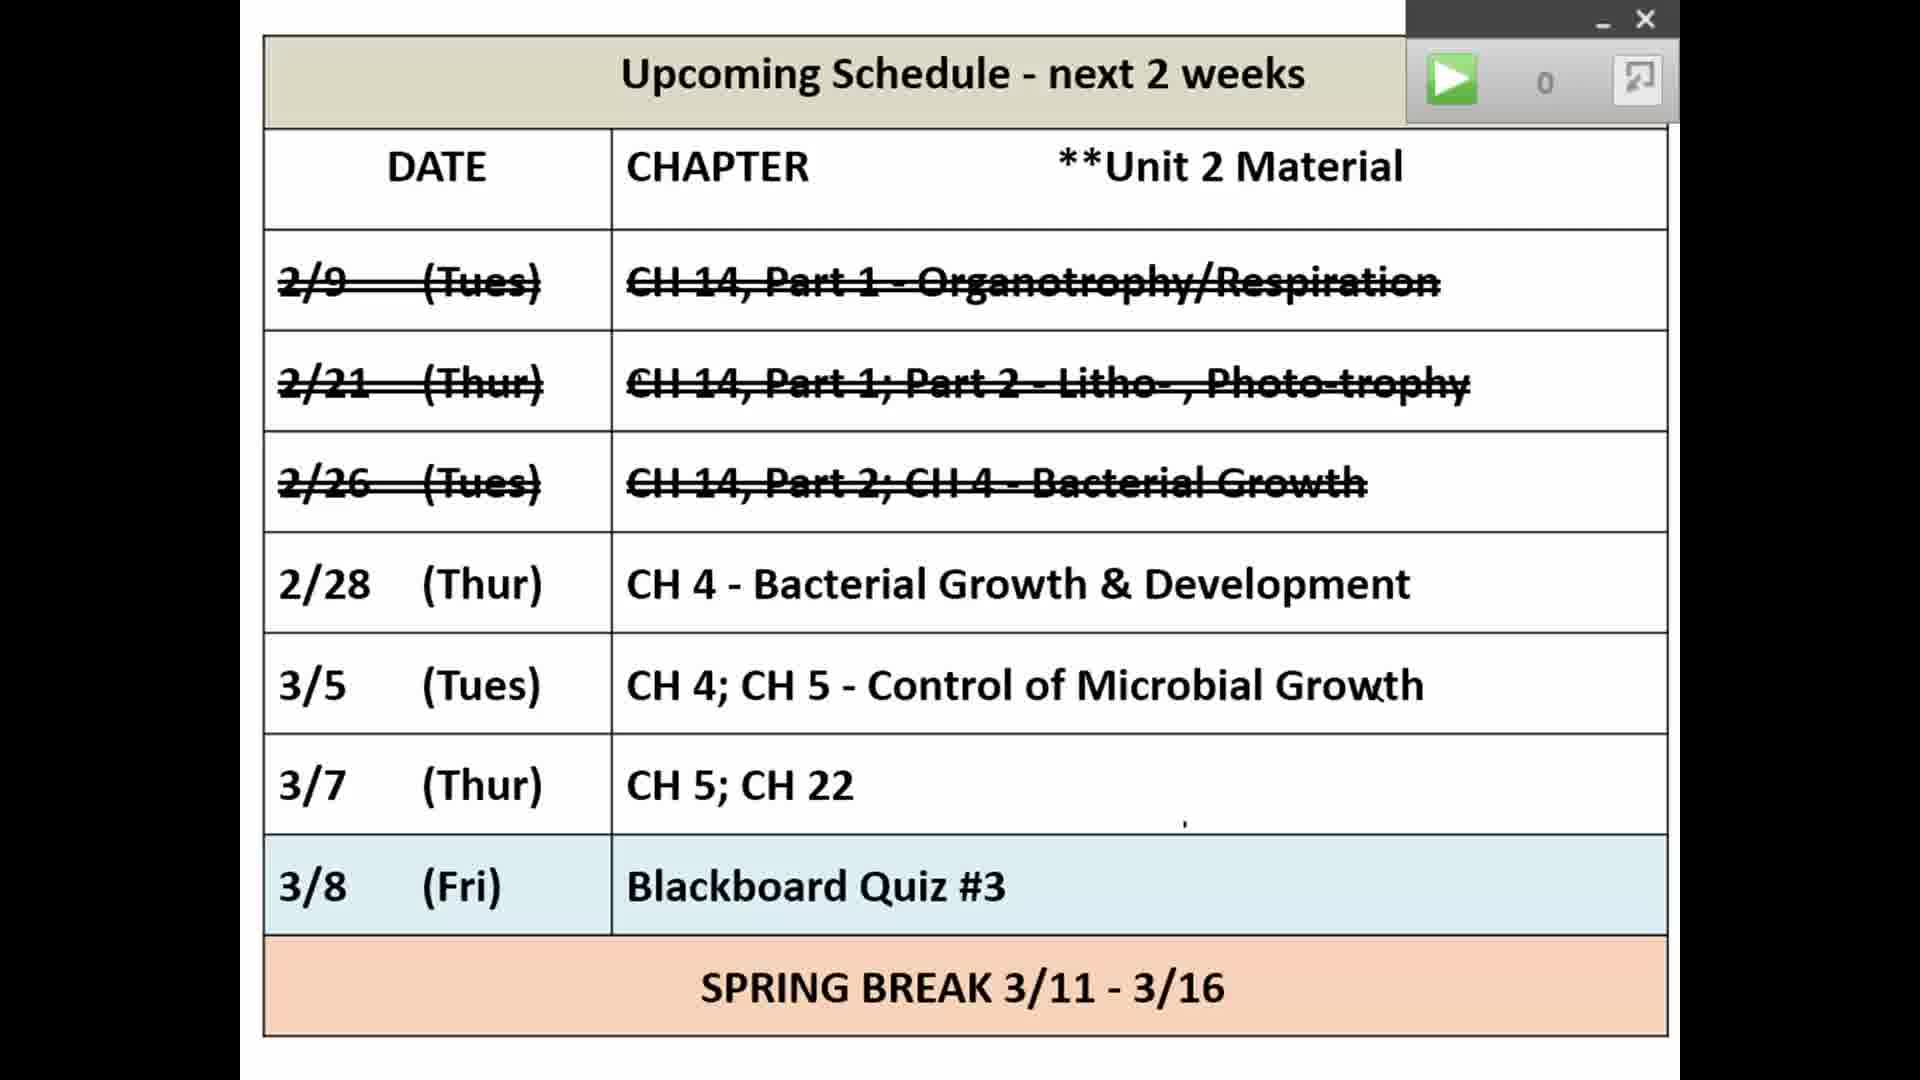 Upcoming Schedule - next 2 weeks
0
DATE CHAPTER **Unit 2 Material
2/9 (Tues) CH 14, Part 1 - Organotrophy/Respiration
2/21 (Thur) CH 14, Part 1; Part 2 - Litho- , Photo-trophy
2/26 (Tues) CH 14, Part 2; CH 4 - Bacterial Growth
2/28 (Thur) CH 4 - Bacterial Growth & Development
3/5 (Tues) CH 4; CH 5 - Control of Microbial Growth
3/7 (Thur) CH 5; CH 22
3/8 (Fri) Blackboard Quiz #3
SPRING BREAK 3/11 - 3/16